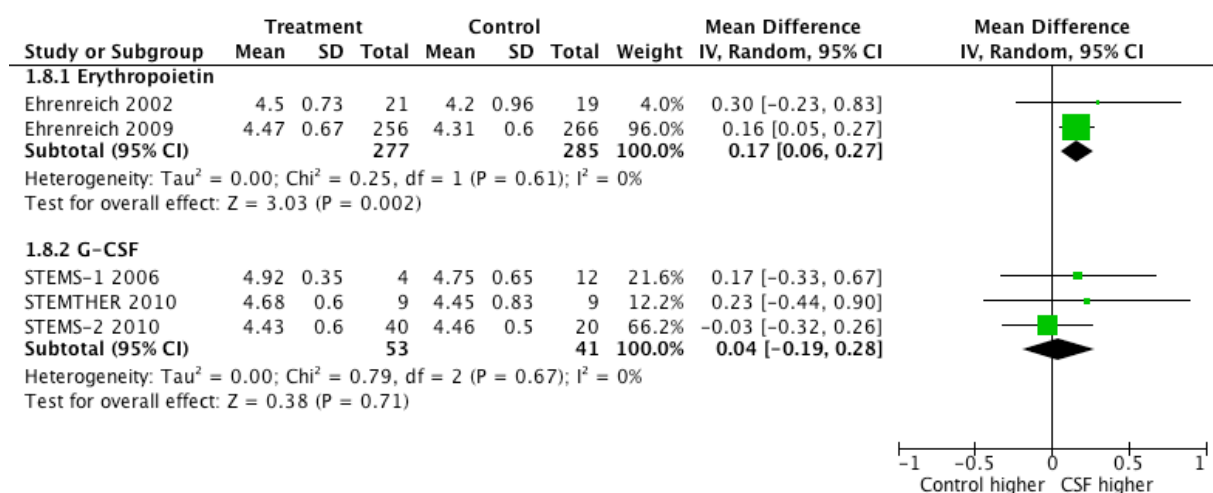 Treatment Control Mean Difference Mean Difference
Study or Subgroup Mean SD Total Mean SD Total Weight IV, Random, 95% CI IV, Random, 95% CI
1.8.1 Erythropoietin
Ehrenreich 2002 4.5 0.73 21 4.2 0.96 19 4.0% 0.30 [-0.23, 0.83]
Ehrenreich 2009 4.47 0.67 256 4.31 0.6 266 96.0% 0.16 [0.05, 0.27]
Subtotal (95% CI) 277 285 100.0% 0.17 [0.06, 0.27]
Heterogeneity: Tau² = 0.00; Chi² = 0.25, df = 1 (P = 0.61); I² = 0%
Test for overall effect: Z = 3.03 (P = 0.002)
1.8.2 G-CSF
STEMS-1 2006 4.92 0.35 4 4.75 0.65 12 21.6% 0.17 [-0.33, 0.67]
STEMTHER 2010 4.68 0.6 9 4.45 0.83 9 12.2% 0.23 [-0.44, 0.90]
STEMS-2 2010 4.43 0.6 40 4.46 0.5 20 66.2% -0.03 [-0.32, 0.26]
Subtotal (95% CI) 53 41 100.0% 0.04 [-0.19, 0.28]
Heterogeneity: Tau² = 0.00; Chi² = 0.79, df = 2 (P = 0.67); I² = 0%
Test for overall effect: Z = 0.38 (P = 0.71)
-1 -0.5 0 0.5 1
Control higher CSF higher